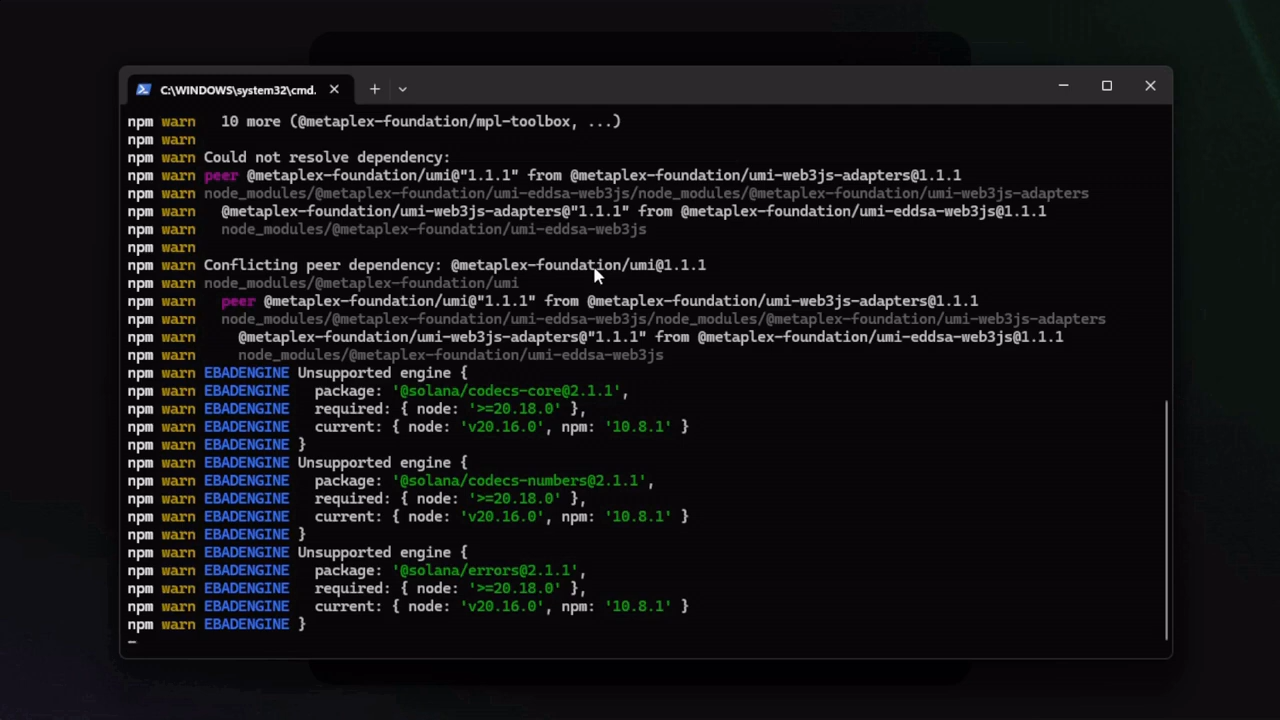 C:\WINDOWS\system32\cmd.
npm warn   10 more (@metaplex-foundation/mpl-toolbox, ...)
npm warn
npm warn Could not resolve dependency:
npm warn peer @metaplex-foundation/umi@"1.1.1" from @metaplex-foundation/umi-web3js-adapters@1.1.1
npm warn node_modules/@metaplex-foundation/umi-eddsa-web3js/node_modules/@metaplex-foundation/umi-web3js-adapters
npm warn   @metaplex-foundation/umi-web3js-adapters@"1.1.1" from @metaplex-foundation/umi-eddsa-web3js@1.1.1
npm warn   node_modules/@metaplex-foundation/umi-eddsa-web3js
npm warn
npm warn Conflicting peer dependency: @metaplex-foundation/umi@1.1.1
npm warn node_modules/@metaplex-foundation/umi
npm warn   peer @metaplex-foundation/umi@"1.1.1" from @metaplex-foundation/umi-web3js-adapters@1.1.1
npm warn   node_modules/@metaplex-foundation/umi-eddsa-web3js/node_modules/@metaplex-foundation/umi-web3js-adapters
npm warn     @metaplex-foundation/umi-web3js-adapters@"1.1.1" from @metaplex-foundation/umi-eddsa-web3js@1.1.1
npm warn     node_modules/@metaplex-foundation/umi-eddsa-web3js
npm warn EBADENGINE Unsupported engine {
npm warn EBADENGINE   package: '@solana/codecs-core@2.1.1',
npm warn EBADENGINE   required: { node: '>=20.18.0' },
npm warn EBADENGINE   current: { node: 'v20.16.0', npm: '10.8.1' }
npm warn EBADENGINE }
npm warn EBADENGINE Unsupported engine {
npm warn EBADENGINE   package: '@solana/codecs-numbers@2.1.1',
npm warn EBADENGINE   required: { node: '>=20.18.0' },
npm warn EBADENGINE   current: { node: 'v20.16.0', npm: '10.8.1' }
npm warn EBADENGINE }
npm warn EBADENGINE Unsupported engine {
npm warn EBADENGINE   package: '@solana/errors@2.1.1',
npm warn EBADENGINE   required: { node: '>=20.18.0' },
npm warn EBADENGINE   current: { node: 'v20.16.0', npm: '10.8.1' }
npm warn EBADENGINE }